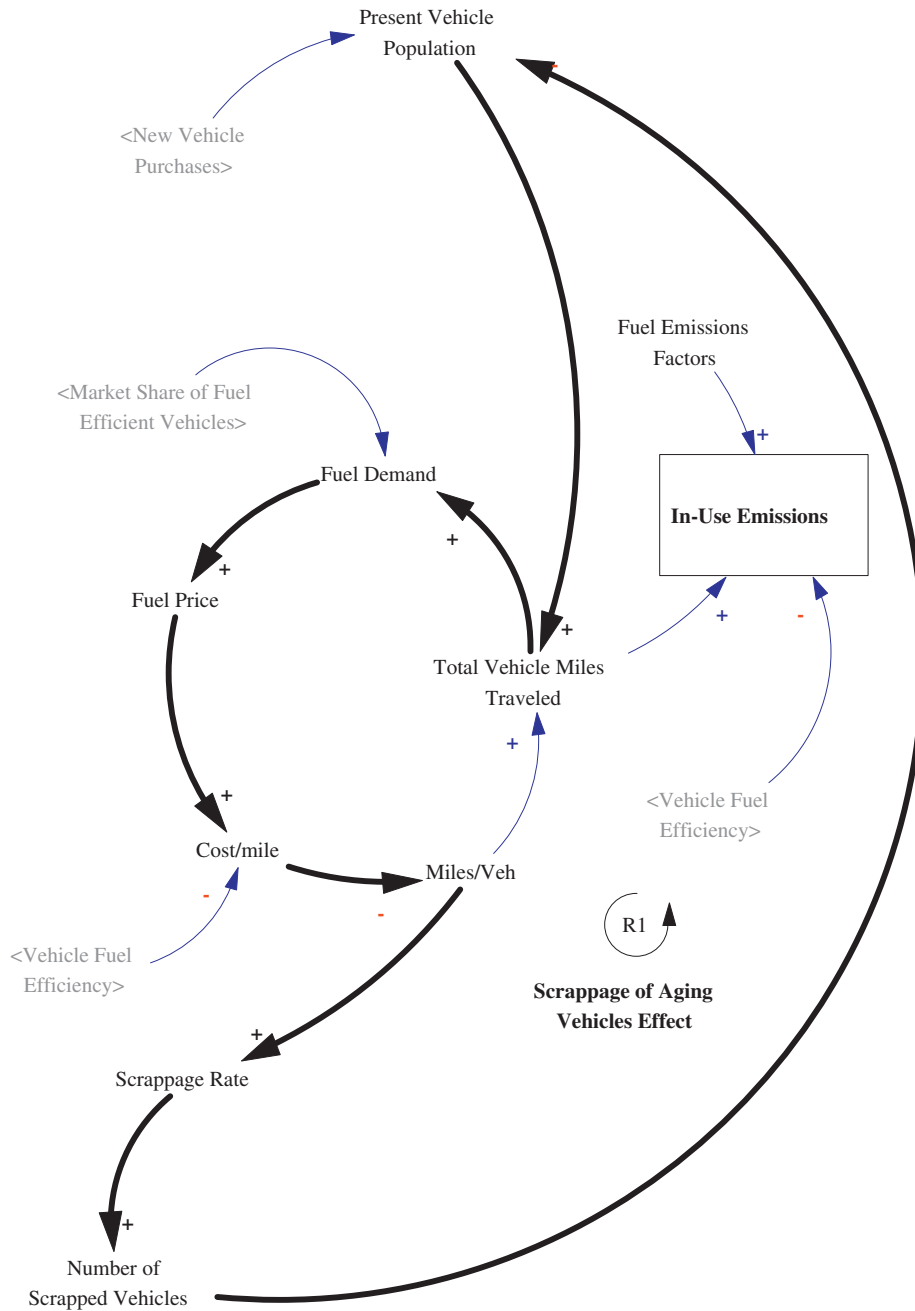 Present Vehicle
Population
-
<New Vehicle
Purchases>
Fuel Emissions
Factors
<Market Share of Fuel
Efficient Vehicles>
+
Fuel Demand
In-Use Emissions
+
+
Fuel Price
+
+
-
Total Vehicle Miles
Traveled
+
+
<Vehicle Fuel
Efficiency>
Cost/mile
Miles/Veh
-
-
R1
<Vehicle Fuel
Efficiency>
Scrappage of Aging
Vehicles Effect
+
Scrappage Rate
+
Number of
Scrapped Vehicles